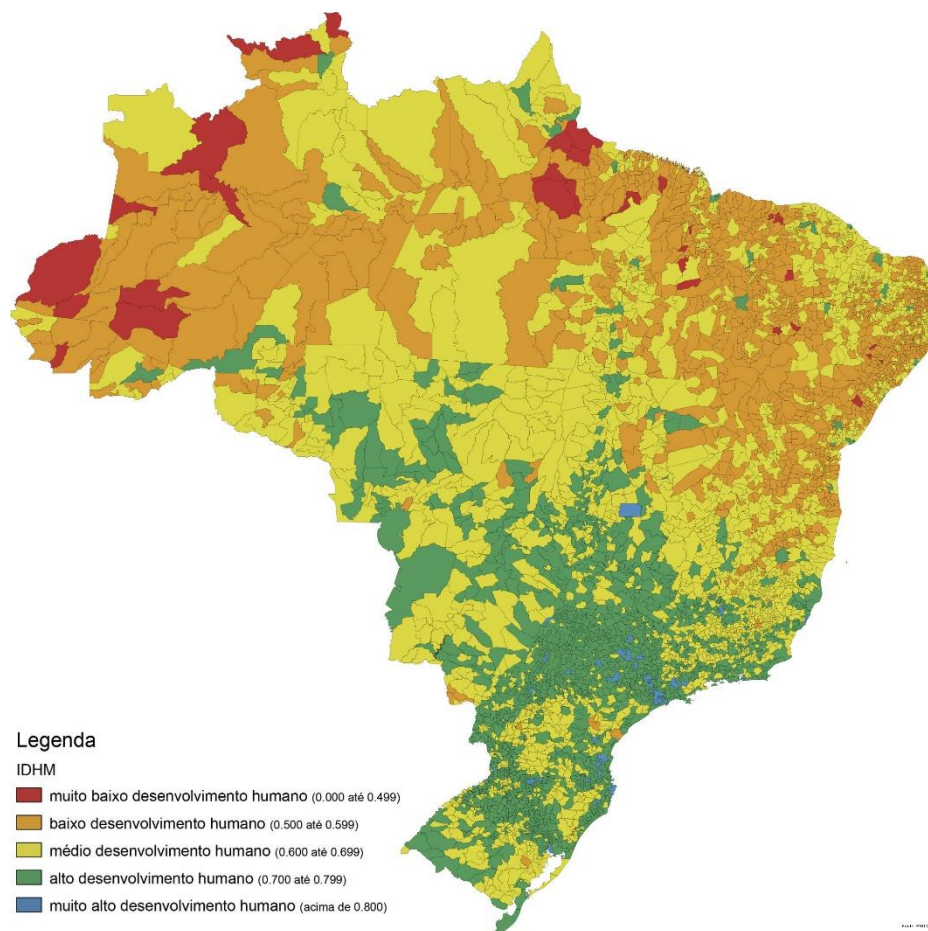 Legenda
IDHM
muito baixo desenvolvimento humano (0.000 até 0.499)
baixo desenvolvimento humano (0.500 até 0.599)
médio desenvolvimento humano (0.600 até 0.699)
alto desenvolvimento humano (0.700 até 0.799)
muito alto desenvolvimento humano (acima de 0.800)